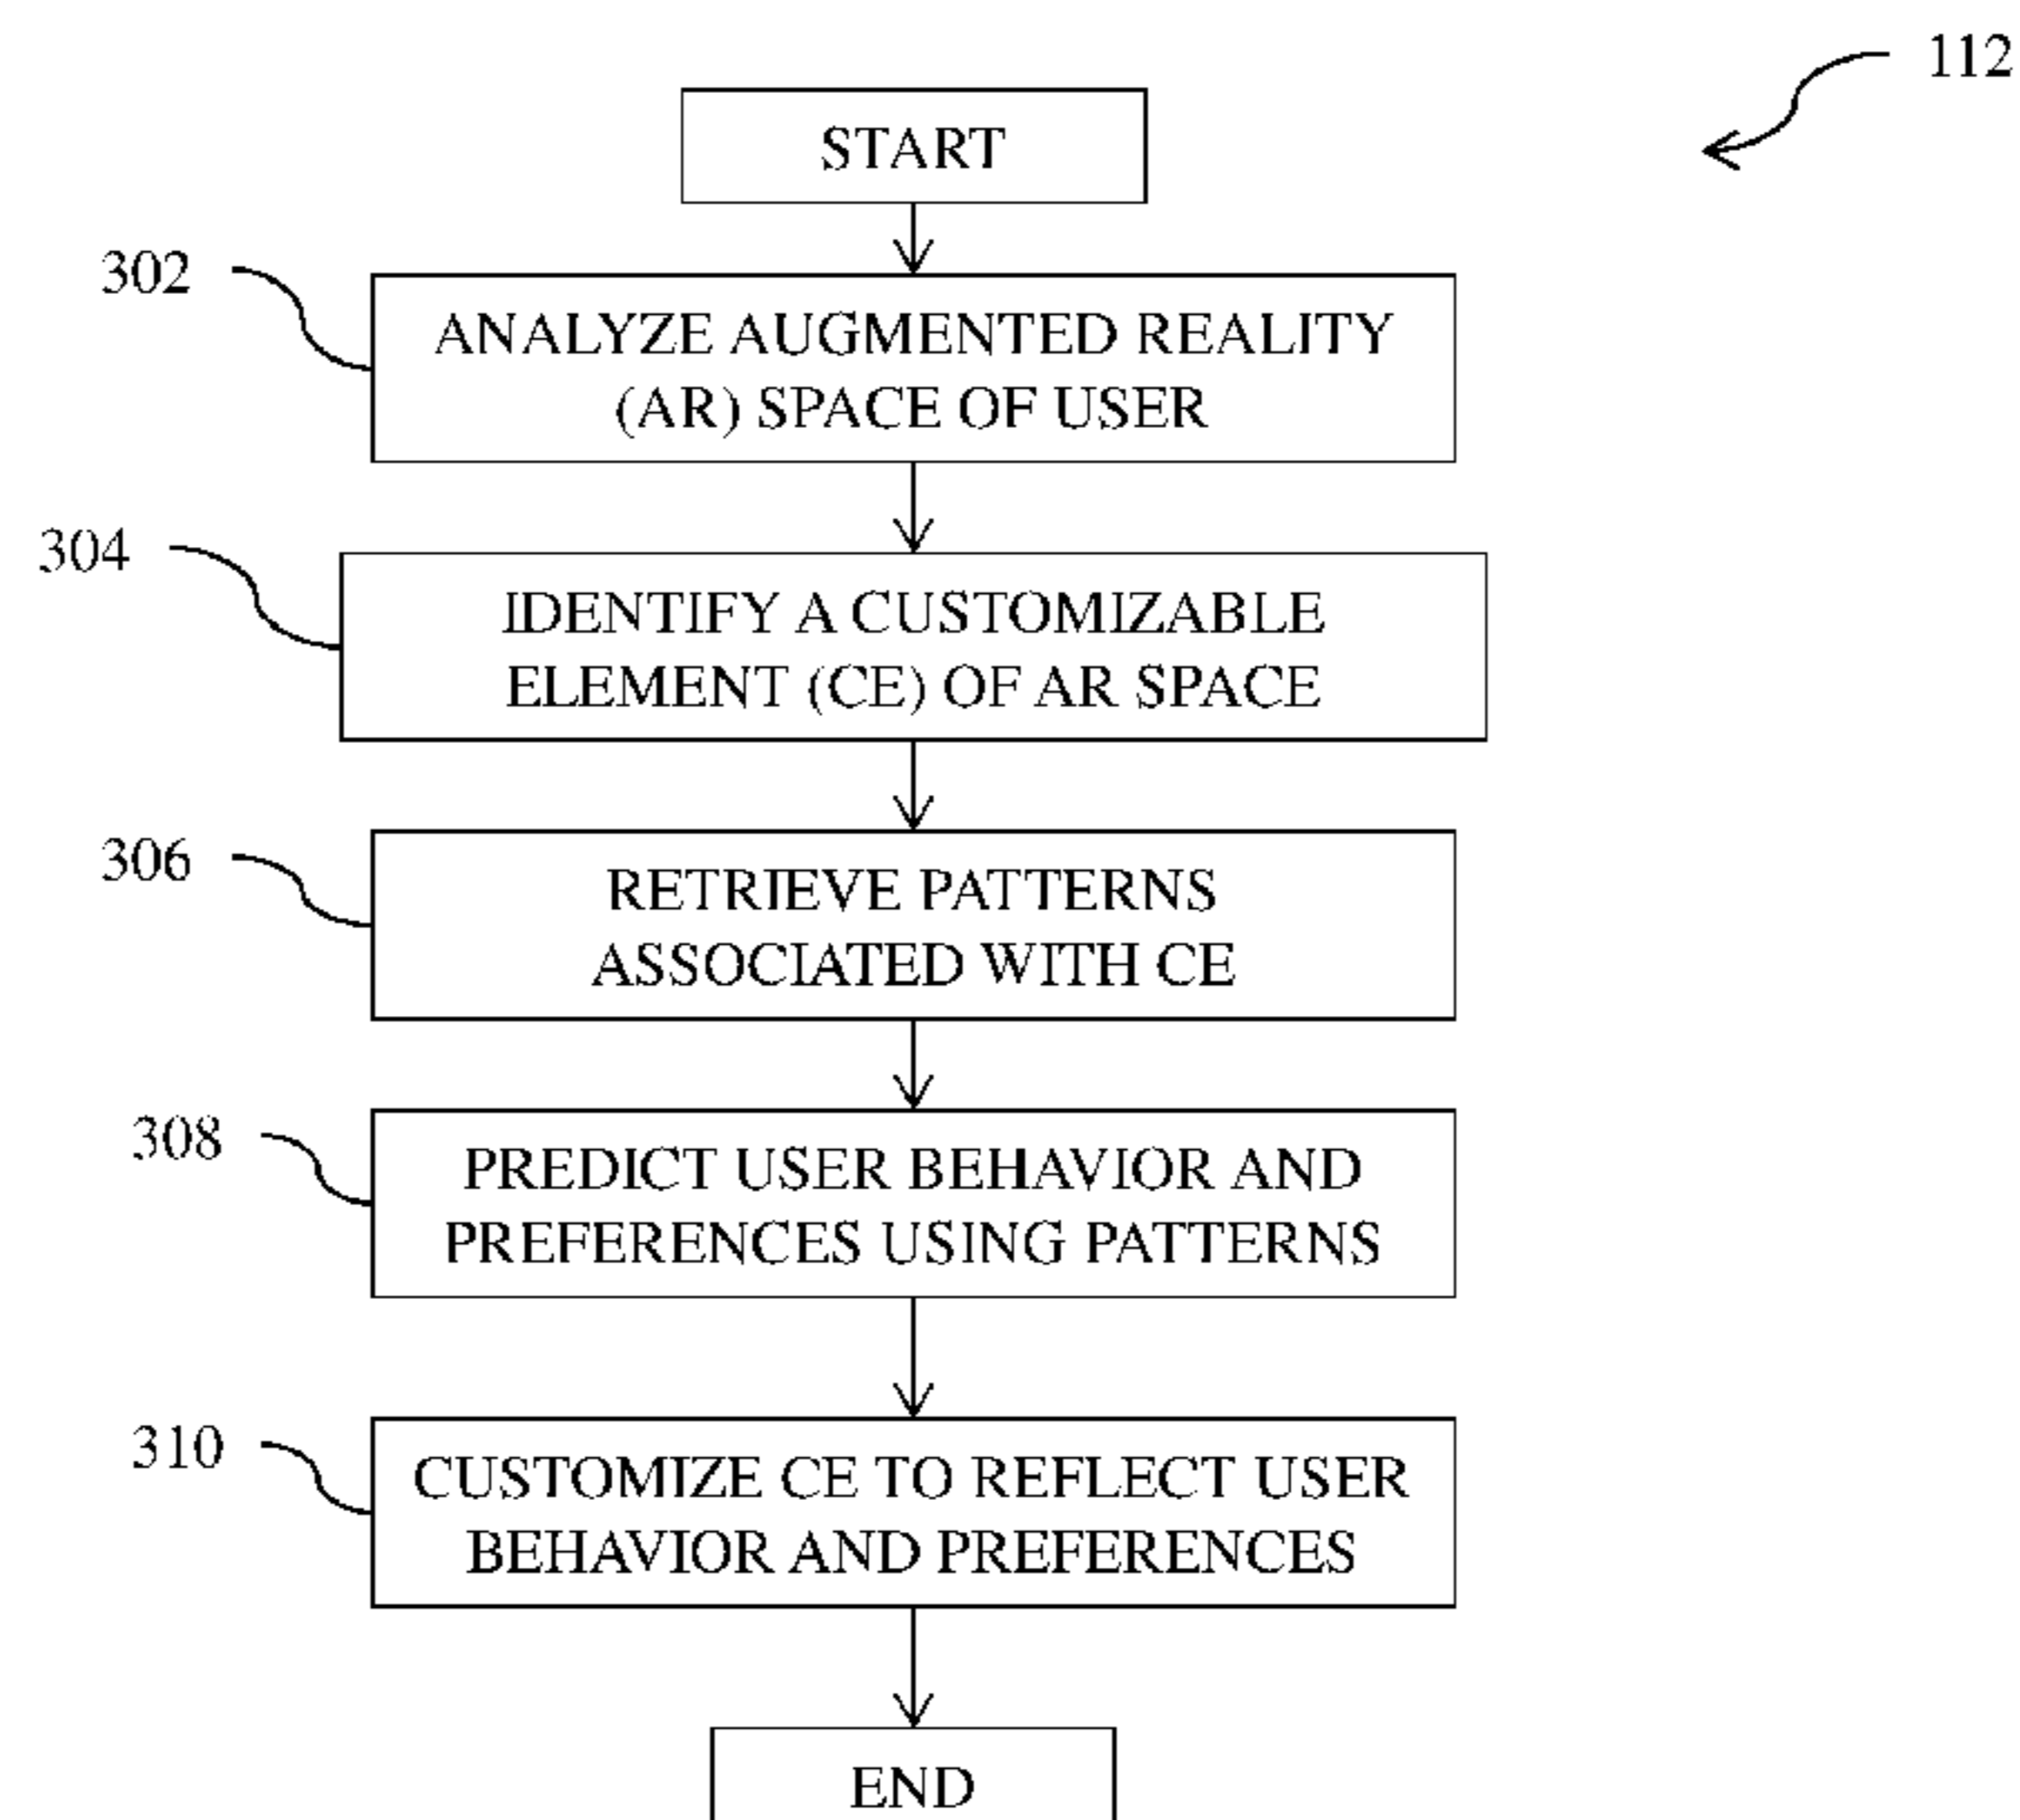 112
START
302
ANALYZE AUGMENTED REALITY
(AR) SPACE OF USER
304
IDENTIFY A CUSTOMIZABLE
ELEMENT (CE) OF AR SPACE
306
RETRIEVE PATTERNS
ASSOCIATED WITH CE
308
PREDICT USER BEHAVIOR AND
PREFERENCES USING PATTERNS
310
CUSTOMIZE CE TO REFLECT USER
BEHAVIOR AND PREFERENCES
END